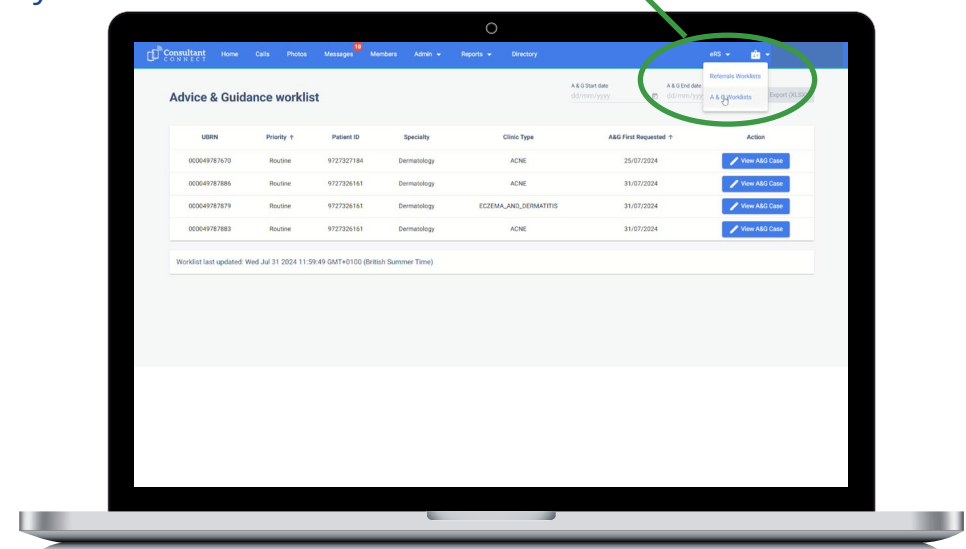 y
Consultant CONNECT Home Calls Photos Messages 18 Members Admin Reports Directory eRS
Referrals Worklists
A & G Worklists
Advice & Guidance worklist
A & G Start date A & G End date
dd/mm/yyyy dd/mm/yyyy Export (XLSX)
UBRN Priority ↑ Patient ID Specialty Clinic Type A&G First Requested ↑ Action
000049787670 Routine 9727327184 Dermatology ACNE 25/07/2024 View A&G Case
000049787886 Routine 9727326161 Dermatology ACNE 31/07/2024 View A&G Case
000049787879 Routine 9727326161 Dermatology ECZEMA_AND_DERMATITIS 31/07/2024 View A&G Case
000049787883 Routine 9727326161 Dermatology ACNE 31/07/2024 View A&G Case
Worklist last updated: Wed Jul 31 2024 11:59:49 GMT+0100 (British Summer Time)